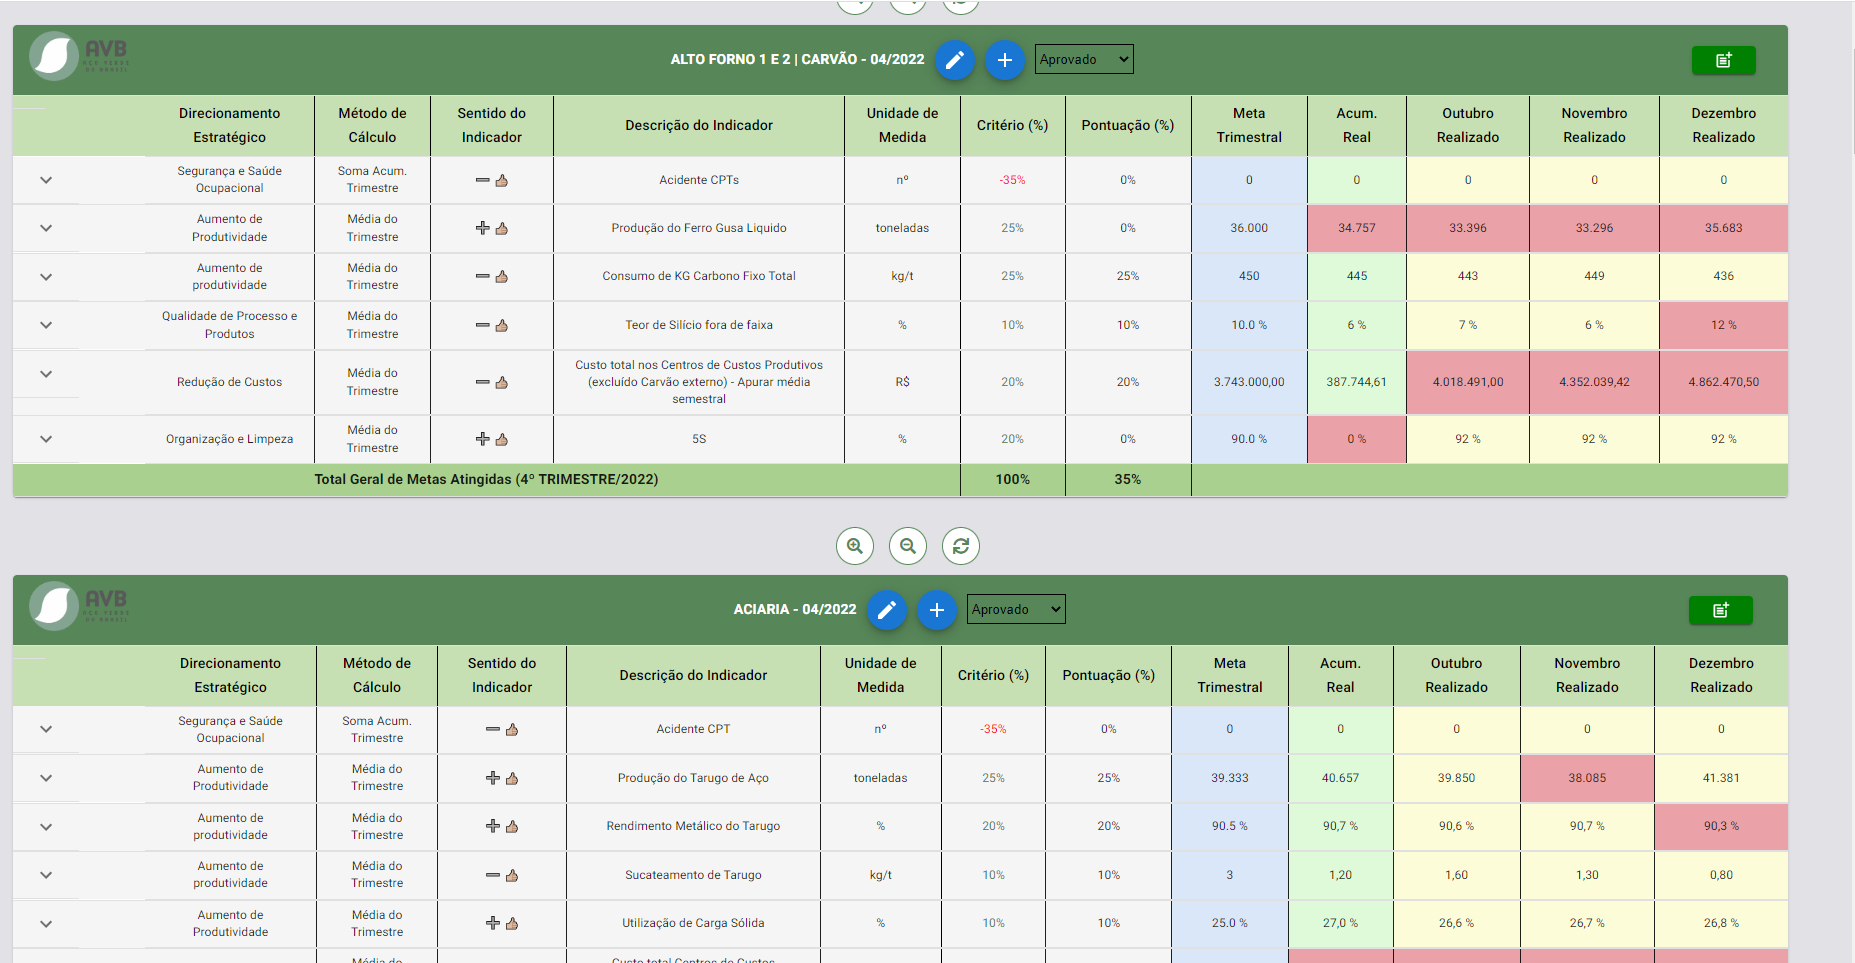 AVB
AÇO VERDE
DO BRASIL
ALTO FORNO 1 E 2 | CARVÃO - 04/2022
Aprovado
Direcionamento Estratégico
Método de Cálculo
Sentido do Indicador
Descrição do Indicador
Unidade de Medida
Critério (%)
Pontuação (%)
Meta Trimestral
Acum. Real
Outubro Realizado
Novembro Realizado
Dezembro Realizado
Segurança e Saúde Ocupacional
Soma Acum. Trimestre
Acidente CPTs
nº
-35%
0%
0
0
0
0
0
Aumento de Produtividade
Média do Trimestre
Produção do Ferro Gusa Liquido
toneladas
25%
0%
36.000
34.757
33.396
33.296
35.683
Aumento de produtividade
Média do Trimestre
Consumo de KG Carbono Fixo Total
kg/t
25%
25%
450
445
443
449
436
Qualidade de Processo e Produtos
Média do Trimestre
Teor de Silício fora de faixa
%
10%
10%
10.0 %
6 %
7 %
6 %
12 %
Redução de Custos
Média do Trimestre
Custo total nos Centros de Custos Produtivos
(excluído Carvão externo) - Apurar média
semestral
R$
20%
20%
3.743.000,00
387.744,61
4.018.491,00
4.352.039,42
4.862.470,50
Organização e Limpeza
Média do Trimestre
5S
%
20%
0%
90.0 %
0 %
92 %
92 %
92 %
Total Geral de Metas Atingidas (4º TRIMESTRE/2022)
100%
35%
AVB
AÇO VERDE
DO BRASIL
ACIARIA - 04/2022
Aprovado
Direcionamento Estratégico
Método de Cálculo
Sentido do Indicador
Descrição do Indicador
Unidade de Medida
Critério (%)
Pontuação (%)
Meta Trimestral
Acum. Real
Outubro Realizado
Novembro Realizado
Dezembro Realizado
Segurança e Saúde Ocupacional
Soma Acum. Trimestre
Acidente CPT
nº
-35%
0%
0
0
0
0
0
Aumento de Produtividade
Média do Trimestre
Produção do Tarugo de Aço
toneladas
25%
25%
39.333
40.657
39.850
38.085
41.381
Aumento de produtividade
Média do Trimestre
Rendimento Metálico do Tarugo
%
20%
20%
90.5 %
90,7 %
90,6 %
90,7 %
90,3 %
Aumento de produtividade
Média do Trimestre
Sucateamento de Tarugo
kg/t
10%
10%
3
1,20
1,60
1,30
0,80
Aumento de Produtividade
Média do Trimestre
Utilização de Carga Sólida
%
10%
10%
25.0 %
27,0 %
26,6 %
26,7 %
26,8 %
Média do
Custo total Centros de Custos